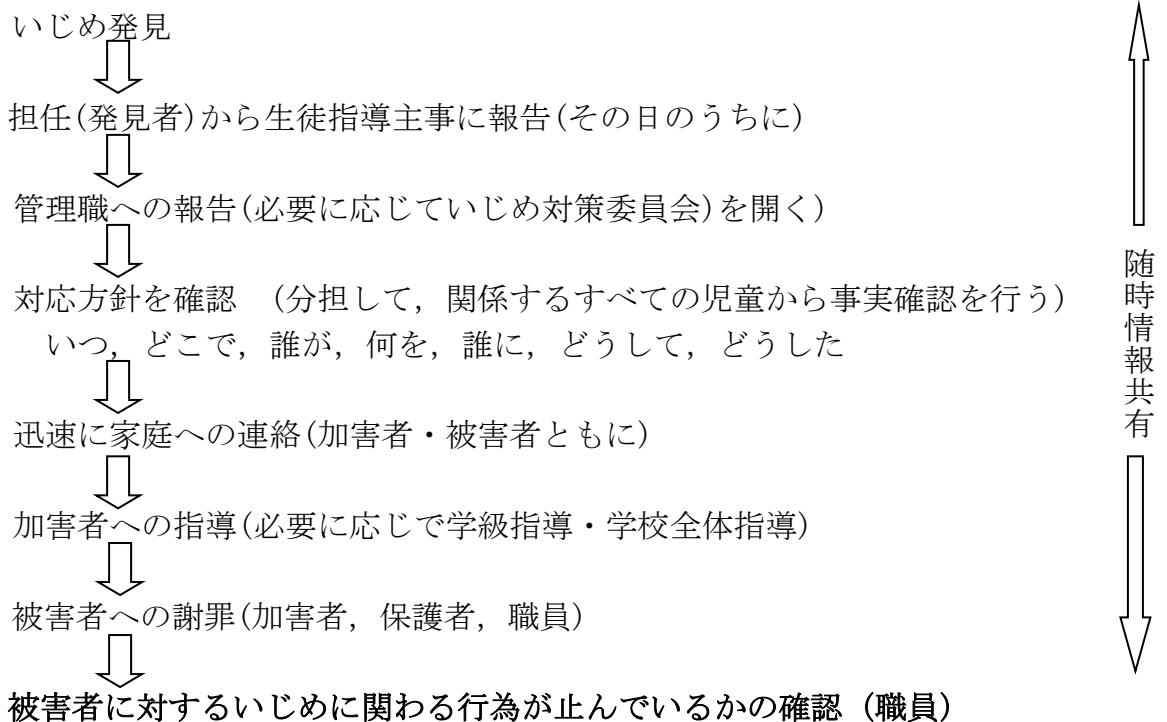 いじめ発見
担任(発見者)から生徒指導主事に報告(その日のうちに)
管理職への報告(必要に応じていじめ対策委員会)を開く)
対応方針を確認　(分担して，関係するすべての児童から事実確認を行う)
いつ，どこで，誰が，何を，誰に，どうして，どうした
迅速に家庭への連絡(加害者・被害者ともに)
加害者への指導(必要に応じで学級指導・学校全体指導)
被害者への謝罪(加害者，保護者，職員)
被害者に対するいじめに関わる行為が止んでいるかの確認（職員）
随時情報共有